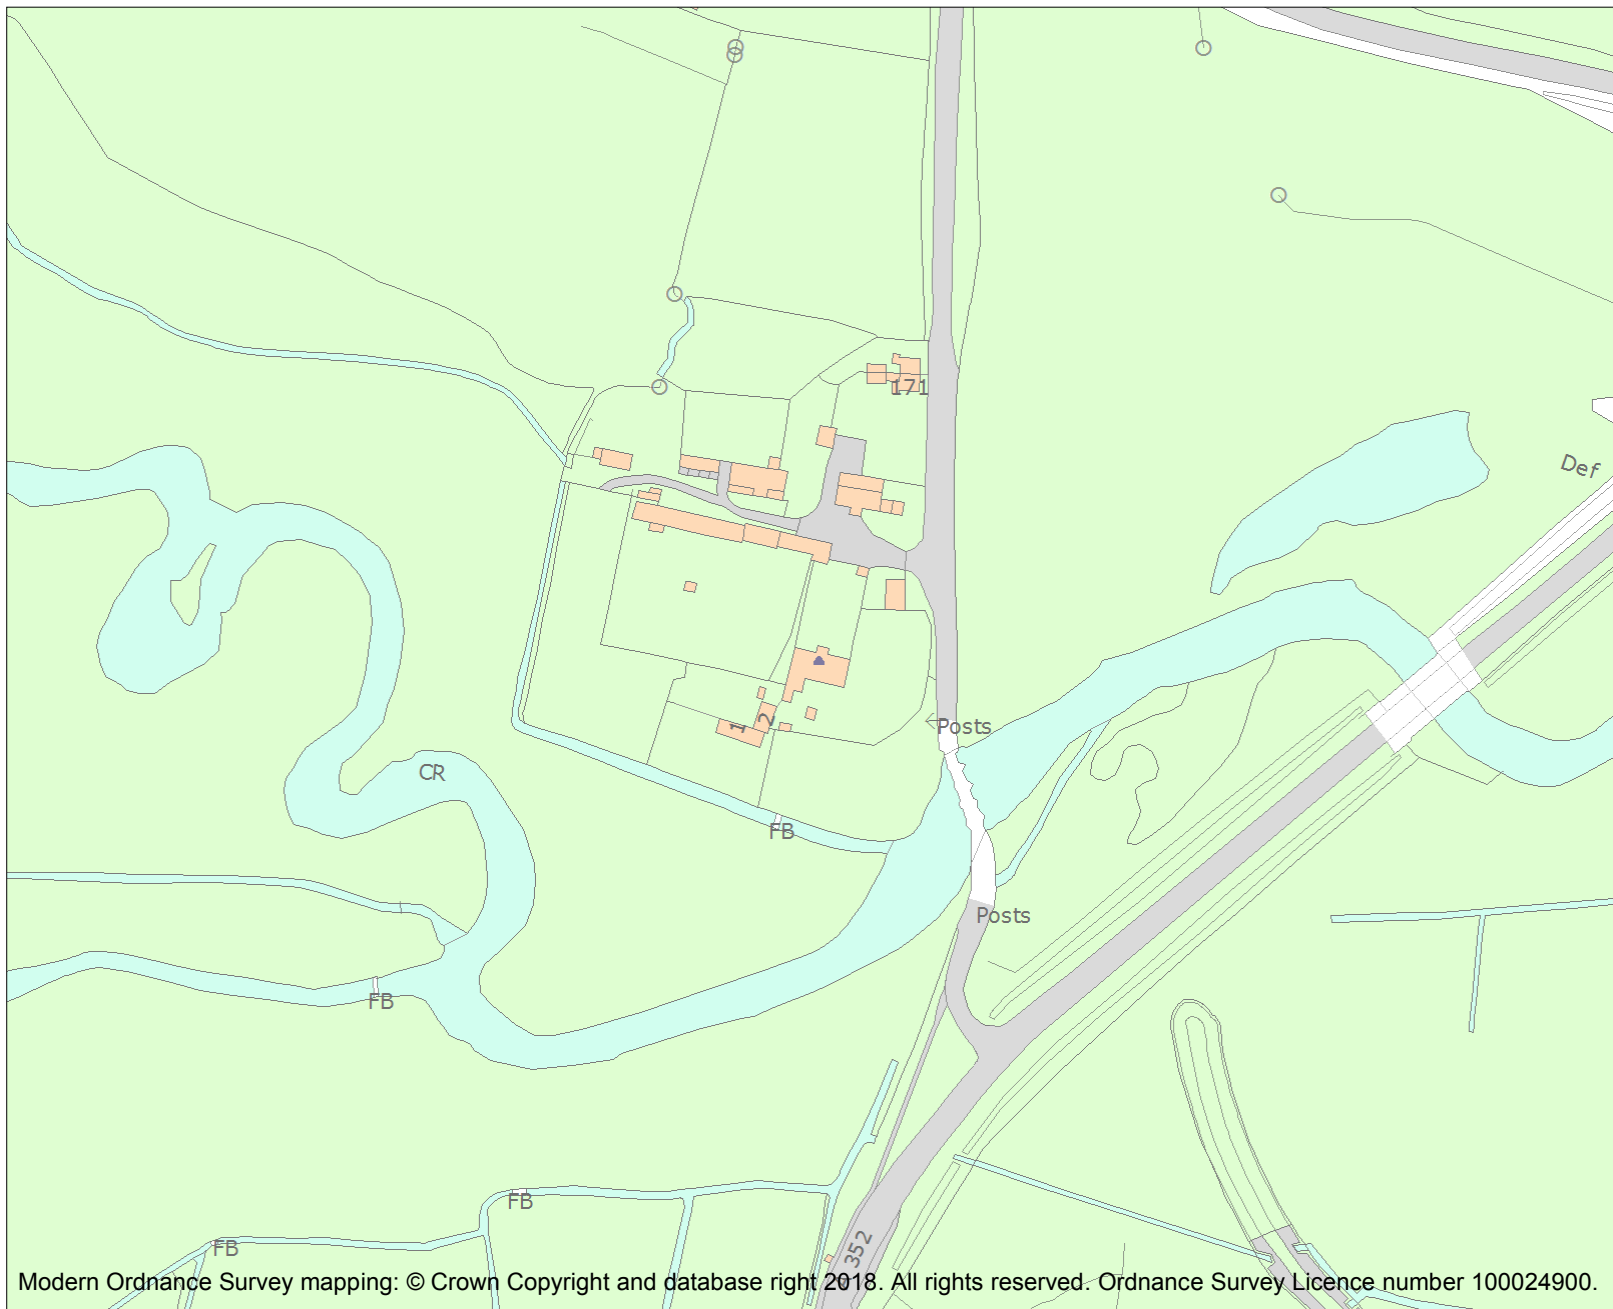 171
Def
Posts
1
2
CR
FB
Posts
FB
FB
FB
352
Modern Ordnance Survey mapping: © Crown Copyright and database right 2018. All rights reserved. Ordnance Survey Licence number 100024900.